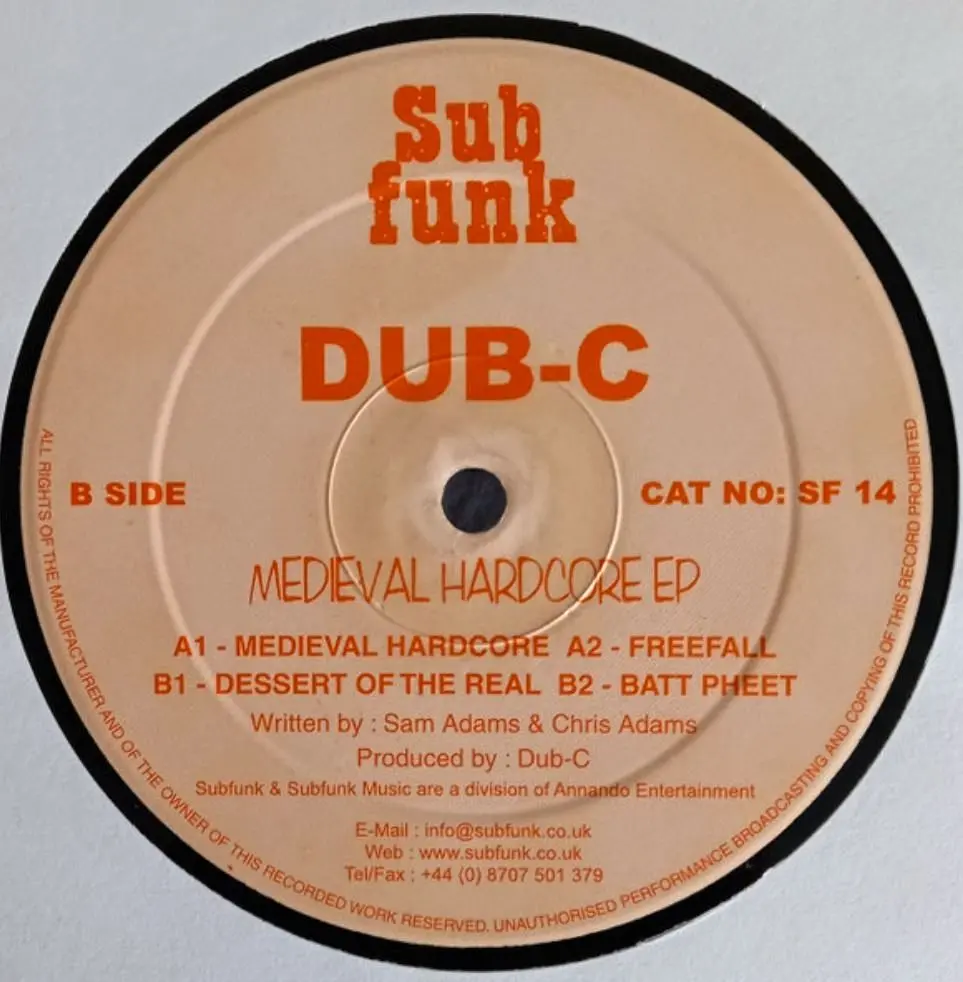 Sub
funk
DUB-C
B SIDE
CAT NO: SF 14
MEDIEVAL HARDCORE EP
A1 - MEDIEVAL HARDCORE A2 - FREEFALL
B1 - DESSERT OF THE REAL B2 - BATT PHEET
Written by : Sam Adams & Chris Adams
Produced by : Dub-C
Subfunk & Subfunk Music are a division of Annando Entertainment
E-Mail : info@subfunk.co.uk
Web : www.subfunk.co.uk
Tel/Fax : +44 (0) 8707 501 379
ALL RIGHTS OF THE MANUFACTURER AND OF THE OWNER OF THIS RECORDED WORK RESERVED. UNAUTHORISED PERFORMANCE BROADCASTING AND COPYING OF THIS RECORD PROHIBITED